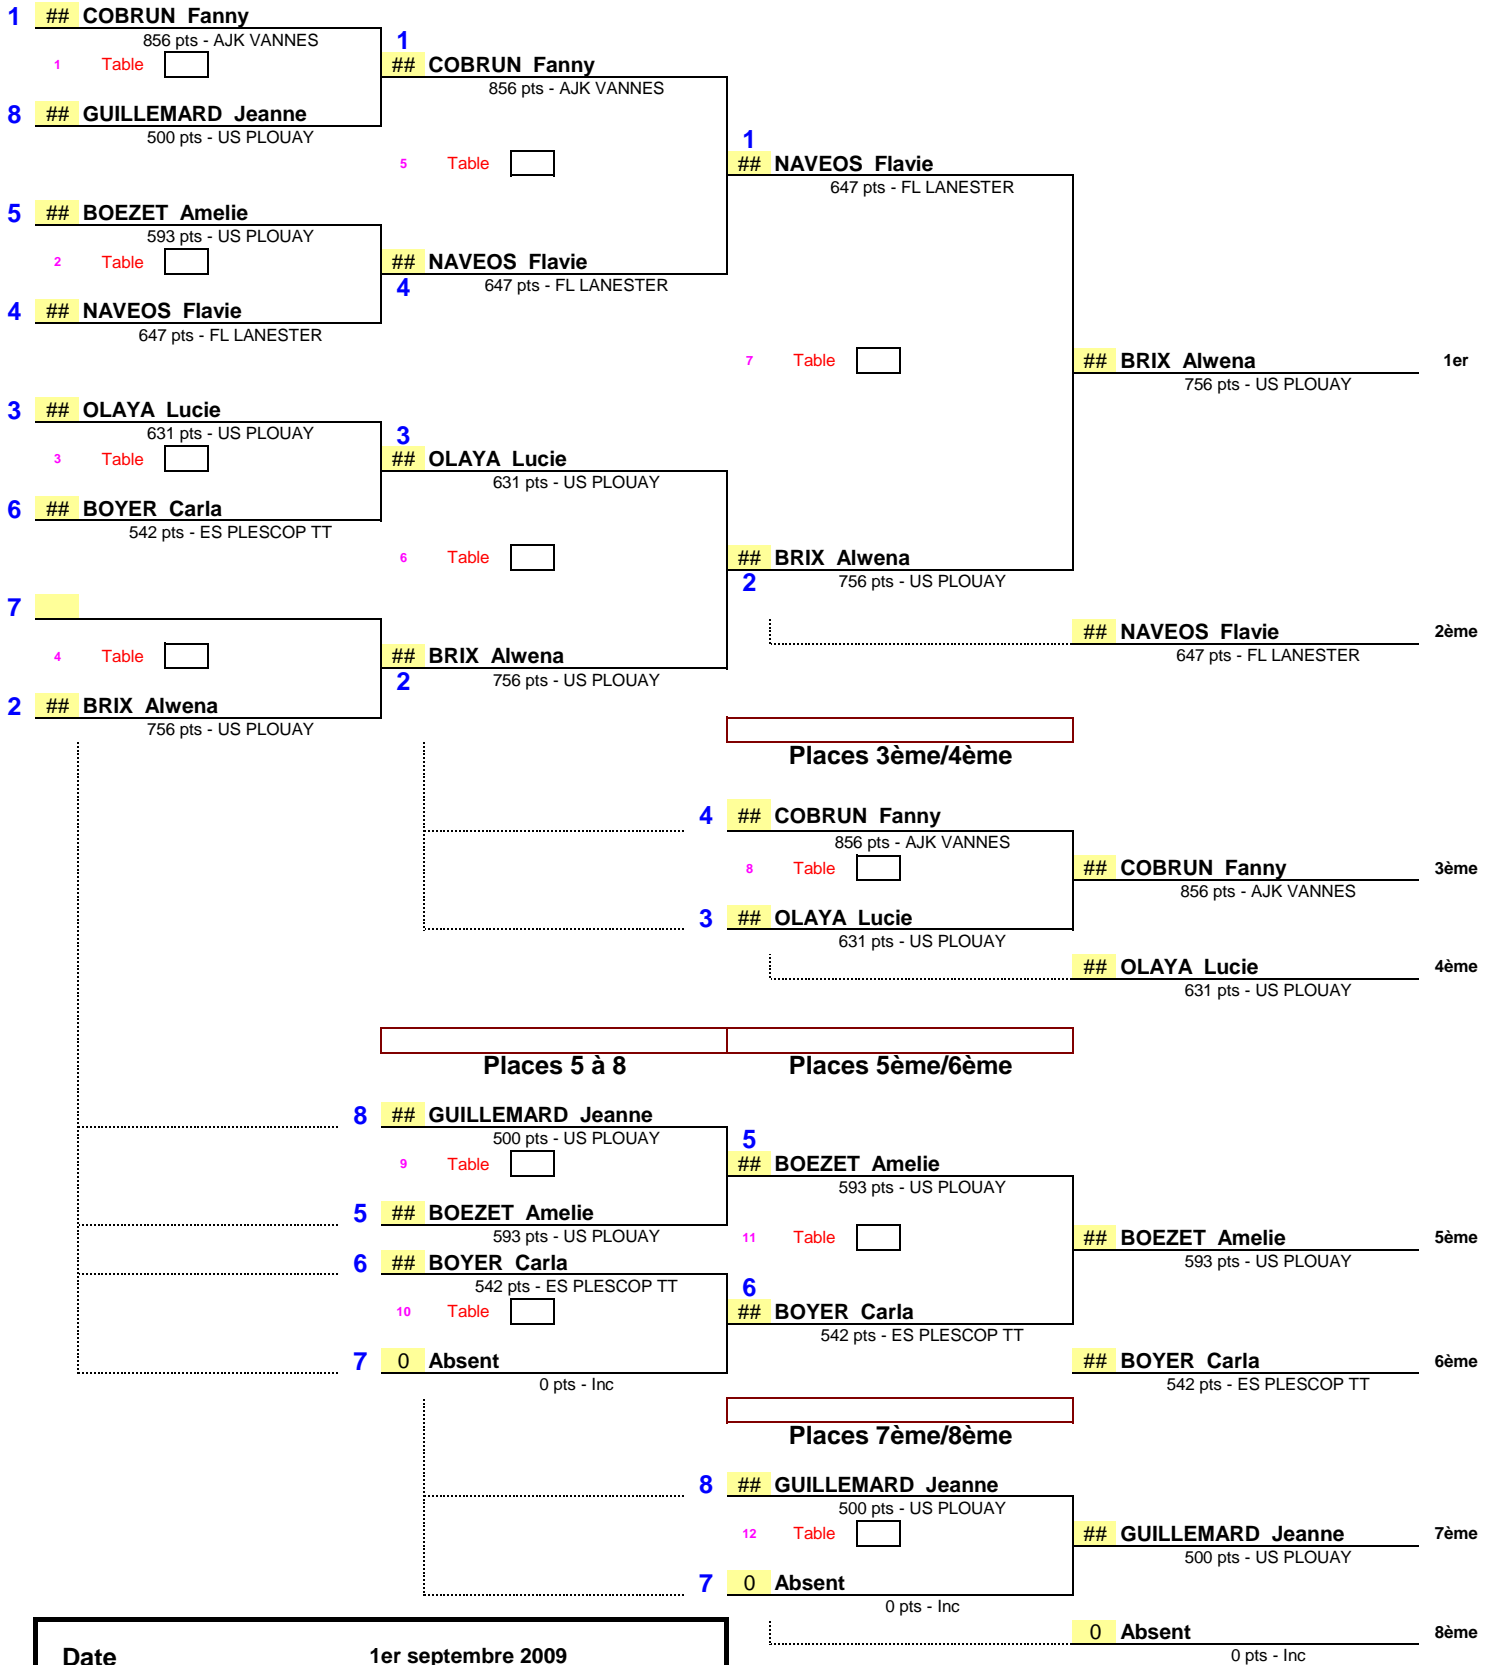 1 ## COBRUN Fanny
856 pts - AJK VANNES
1
1 Table
## COBRUN Fanny
856 pts - AJK VANNES
8 ## GUILLEMARD Jeanne
500 pts - US PLOUAY
1
5 Table
## NAVEOS Flavie
647 pts - FL LANESTER
5 ## BOEZET Amelie
593 pts - US PLOUAY
2 Table
## NAVEOS Flavie
4
647 pts - FL LANESTER
4 ## NAVEOS Flavie
647 pts - FL LANESTER
7 Table
## BRIX Alwena 1er
756 pts - US PLOUAY
3 ## OLAYA Lucie
631 pts - US PLOUAY
3
3 Table
## OLAYA Lucie
631 pts - US PLOUAY
6 ## BOYER Carla
542 pts - ES PLESCOP TT
6 Table
## BRIX Alwena
2
756 pts - US PLOUAY
7
## NAVEOS Flavie 2ème
647 pts - FL LANESTER
4 Table
## BRIX Alwena
2
756 pts - US PLOUAY
2 ## BRIX Alwena
756 pts - US PLOUAY
Places 3ème/4ème
4 ## COBRUN Fanny
856 pts - AJK VANNES
8 Table
## COBRUN Fanny 3ème
856 pts - AJK VANNES
3 ## OLAYA Lucie
631 pts - US PLOUAY
## OLAYA Lucie 4ème
631 pts - US PLOUAY
Places 5 à 8 Places 5ème/6ème
8 ## GUILLEMARD Jeanne
500 pts - US PLOUAY
5
9 Table
## BOEZET Amelie
593 pts - US PLOUAY
5 ## BOEZET Amelie
593 pts - US PLOUAY
11 Table
## BOEZET Amelie 5ème
593 pts - US PLOUAY
6 ## BOYER Carla
542 pts - ES PLESCOP TT
6
10 Table
## BOYER Carla
542 pts - ES PLESCOP TT
7 0 Absent
0 pts - Inc
## BOYER Carla 6ème
542 pts - ES PLESCOP TT
Places 7ème/8ème
8 ## GUILLEMARD Jeanne
500 pts - US PLOUAY
12 Table
## GUILLEMARD Jeanne 7ème
500 pts - US PLOUAY
7 0 Absent
0 pts - Inc
0 Absent 8ème
0 pts - Inc
Date 1er septembre 2009